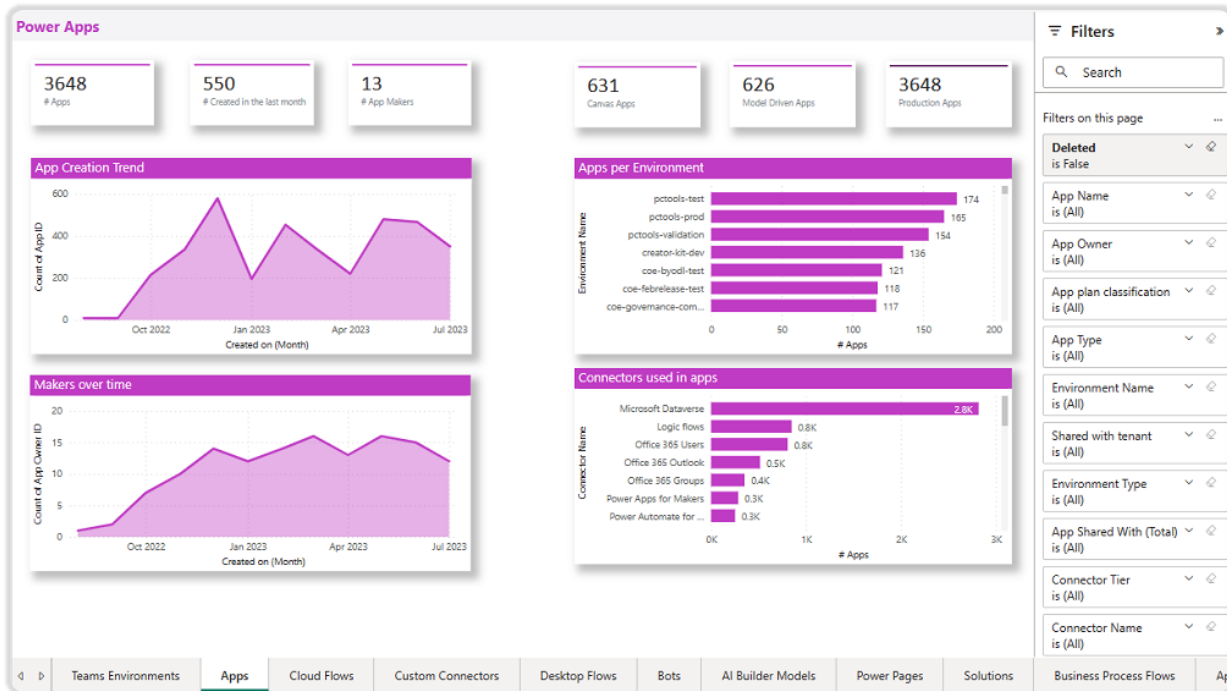 Power Apps
3648
# Apps
550
# Created in the last month
13
# App Makers
631
Canvas Apps
626
Model Driven Apps
3648
Production Apps
App Creation Trend
Count of App ID
600
400
200
0
Oct 2022 Jan 2023 Apr 2023 Jul 2023
Created on (Month)
Apps per Environment
Environment Name
pctools-test 174
pctools-prod 165
pctools-validation 154
creator-kit-dev 136
coe-byodl-test 121
coe-febrelease-test 118
coe-governance-com... 117
0 50 100 150 200
# Apps
Makers over time
Count of App Owner ID
20
15
10
5
0
Oct 2022 Jan 2023 Apr 2023 Jul 2023
Created on (Month)
Connectors used in apps
Connector Name
Microsoft Dataverse 2.8K
Logic flows 0.8K
Office 365 Users 0.8K
Office 365 Outlook 0.5K
Office 365 Groups 0.4K
Power Apps for Makers 0.3K
Power Automate for ... 0.3K
0K 1K 2K 3K
# Apps
Filters
Search
Filters on this page ...
Deleted
is False
App Name
is (All)
App Owner
is (All)
App plan classification
is (All)
App Type
is (All)
Environment Name
is (All)
Shared with tenant
is (All)
Environment Type
is (All)
App Shared With (Total)
is (All)
Connector Tier
is (All)
Connector Name
is (All)
Teams Environments Apps Cloud Flows Custom Connectors Desktop Flows Bots AI Builder Models Power Pages Solutions Business Process Flows